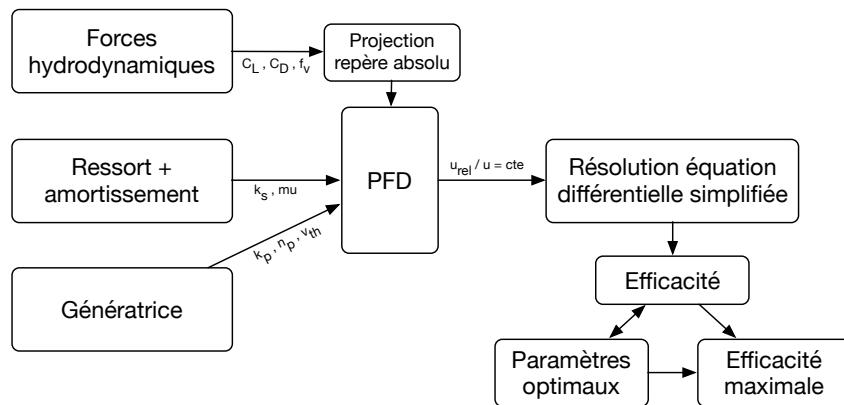 Forces
hydrodynamiques
C_L , C_D , f_v
Projection
repère absolu
Ressort +
amortissement
k_s , mu
PFD
u_rel / u = cte
Résolution équation
différentielle simplifiée
k_p , n_p , v_th
Génératrice
Efficacité
Paramètres
optimaux
Efficacité
maximale